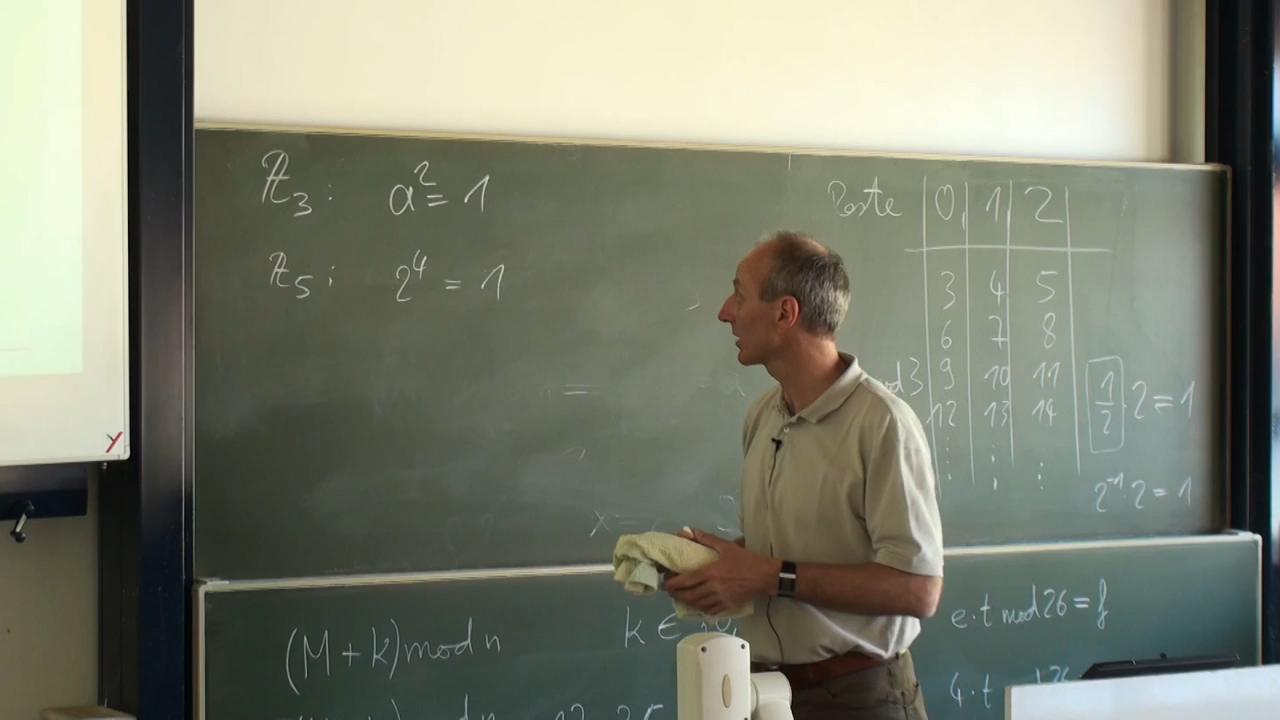 ℤ₃: a² = 1
ℤ₅: 2⁴ = 1
Reste 0, 1, 2
3 4 5
6 7 8
9 10 11
12 13 14
⋮ ⋮ ⋮
1/2 · 2 = 1
2⁻¹ · 2 = 1
(M + k) mod n
k ∈
e · t mod 26 = f
4 · t